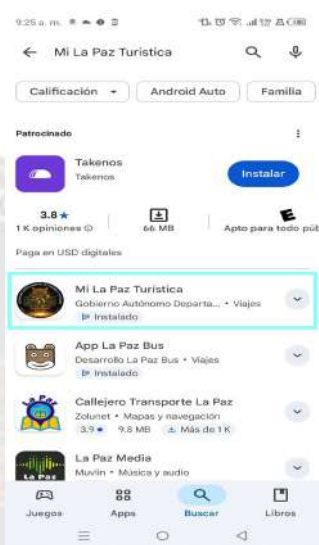 9:25 a. m.
Mi La Paz Turistica
Calificación
Android Auto
Familia
Patrocinado
Takenos
Takenos
Instalar
3.8 ★
1 K opiniones
66 MB
Apto para todo púb
Paga en USD digitales
Mi La Paz Turística
Gobierno Autónomo Departa... • Viajes
Instalado
App La Paz Bus
Desarrollo La Paz Bus • Viajes
Instalado
Callejero Transporte La Paz
Zolunet • Mapas y navegación
3.9 ★ 9.8 MB Más de 1 K
La Paz Media
Muvin • Música y audio
Juegos
Apps
Buscar
Libros